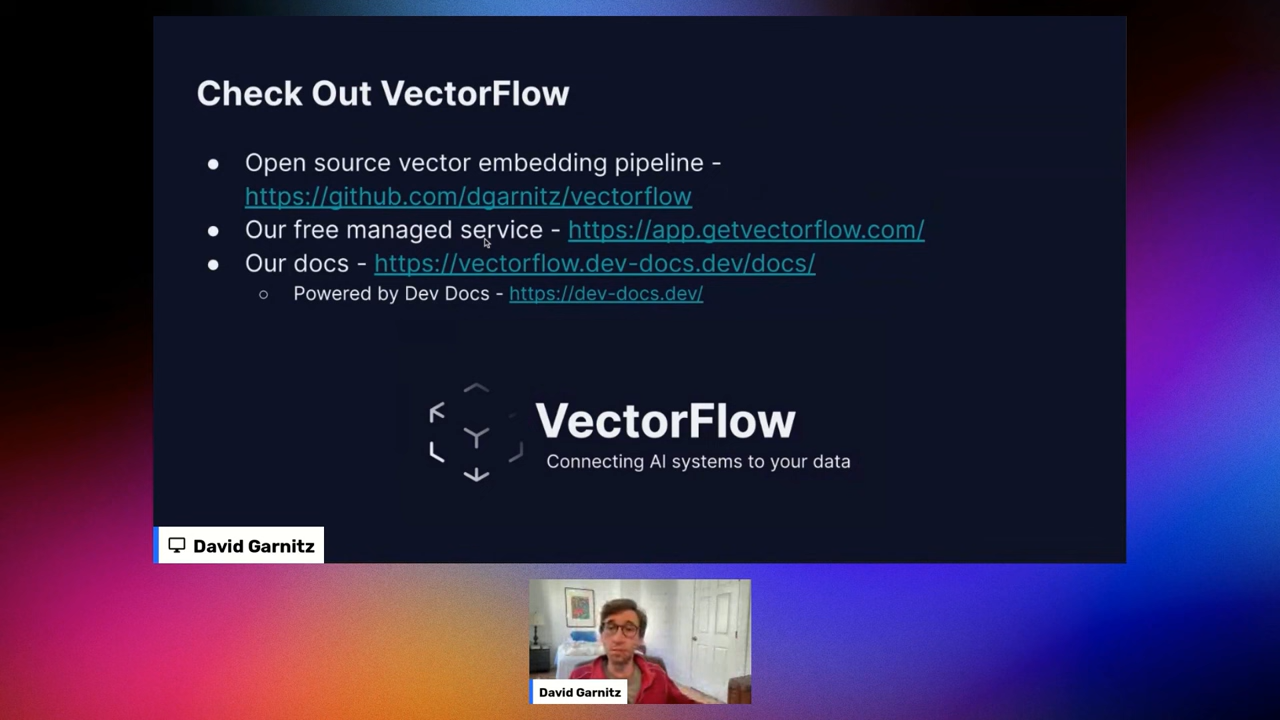 Check Out VectorFlow
● Open source vector embedding pipeline -
https://github.com/dgarnitz/vectorflow
● Our free managed service - https://app.getvectorflow.com/
● Our docs - https://vectorflow.dev-docs.dev/docs/
○ Powered by Dev Docs - https://dev-docs.dev/
VectorFlow
Connecting AI systems to your data
David Garnitz
David Garnitz